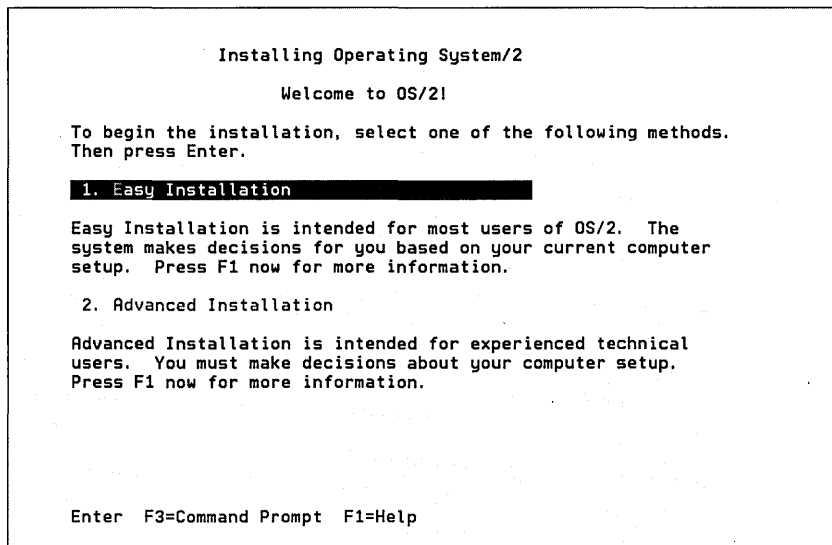 Installing Operating System/2
Welcome to OS/2!
To begin the installation, select one of the following methods.
Then press Enter.
1. Easy Installation
Easy Installation is intended for most users of OS/2. The
system makes decisions for you based on your current computer
setup. Press F1 now for more information.
2. Advanced Installation
Advanced Installation is intended for experienced technical
users. You must make decisions about your computer setup.
Press F1 now for more information.
Enter F3=Command Prompt F1=Help